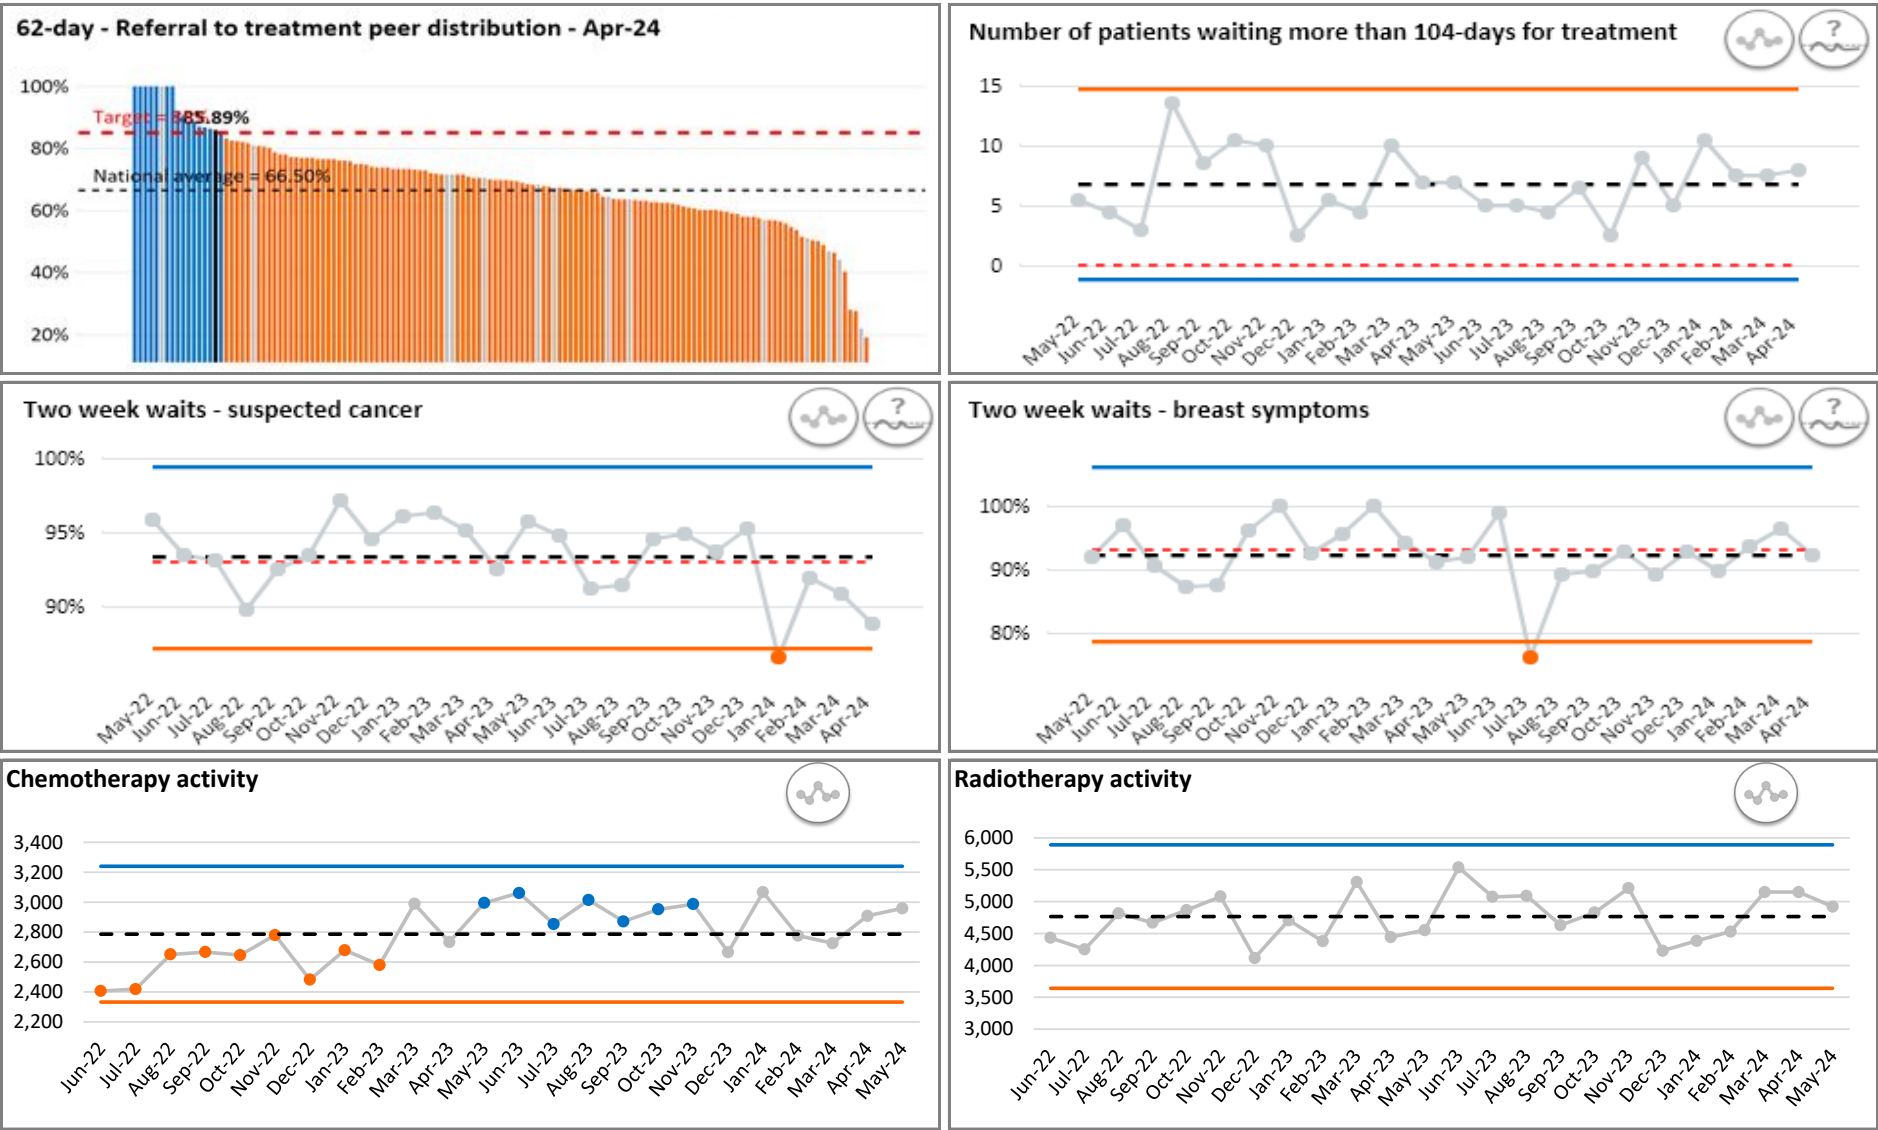 62-day - Referral to treatment peer distribution - Apr-24
100%
Target =
85.89%
80%
National average = 66.50%
60%
40%
20%
Number of patients waiting more than 104-days for treatment
?
15
10
5
0
May-22
Jun-22
Jul-22
Aug-22
Sep-22
Oct-22
Nov-22
Dec-22
Jan-23
Feb-23
Mar-23
Apr-23
May-23
Jun-23
Jul-23
Aug-23
Sep-23
Oct-23
Nov-23
Dec-23
Jan-24
Feb-24
Mar-24
Apr-24
Two week waits - suspected cancer
?
100%
95%
90%
May-22
Jun-22
Jul-22
Aug-22
Sep-22
Oct-22
Nov-22
Dec-22
Jan-23
Feb-23
Mar-23
Apr-23
May-23
Jun-23
Jul-23
Aug-23
Sep-23
Oct-23
Nov-23
Dec-23
Jan-24
Feb-24
Mar-24
Apr-24
Two week waits - breast symptoms
?
100%
90%
80%
May-22
Jun-22
Jul-22
Aug-22
Sep-22
Oct-22
Nov-22
Dec-22
Jan-23
Feb-23
Mar-23
Apr-23
May-23
Jun-23
Jul-23
Aug-23
Sep-23
Oct-23
Nov-23
Dec-23
Jan-24
Feb-24
Mar-24
Apr-24
Chemotherapy activity
3,400
3,200
3,000
2,800
2,600
2,400
2,200
Jun-22
Jul-22
Aug-22
Sep-22
Oct-22
Nov-22
Dec-22
Jan-23
Feb-23
Mar-23
Apr-23
May-23
Jun-23
Jul-23
Aug-23
Sep-23
Oct-23
Nov-23
Dec-23
Jan-24
Feb-24
Mar-24
Apr-24
May-24
Radiotherapy activity
6,000
5,500
5,000
4,500
4,000
3,500
3,000
Jun-22
Jul-22
Aug-22
Sep-22
Oct-22
Nov-22
Dec-22
Jan-23
Feb-23
Mar-23
Apr-23
May-23
Jun-23
Jul-23
Aug-23
Sep-23
Oct-23
Nov-23
Dec-23
Jan-24
Feb-24
Mar-24
Apr-24
May-24